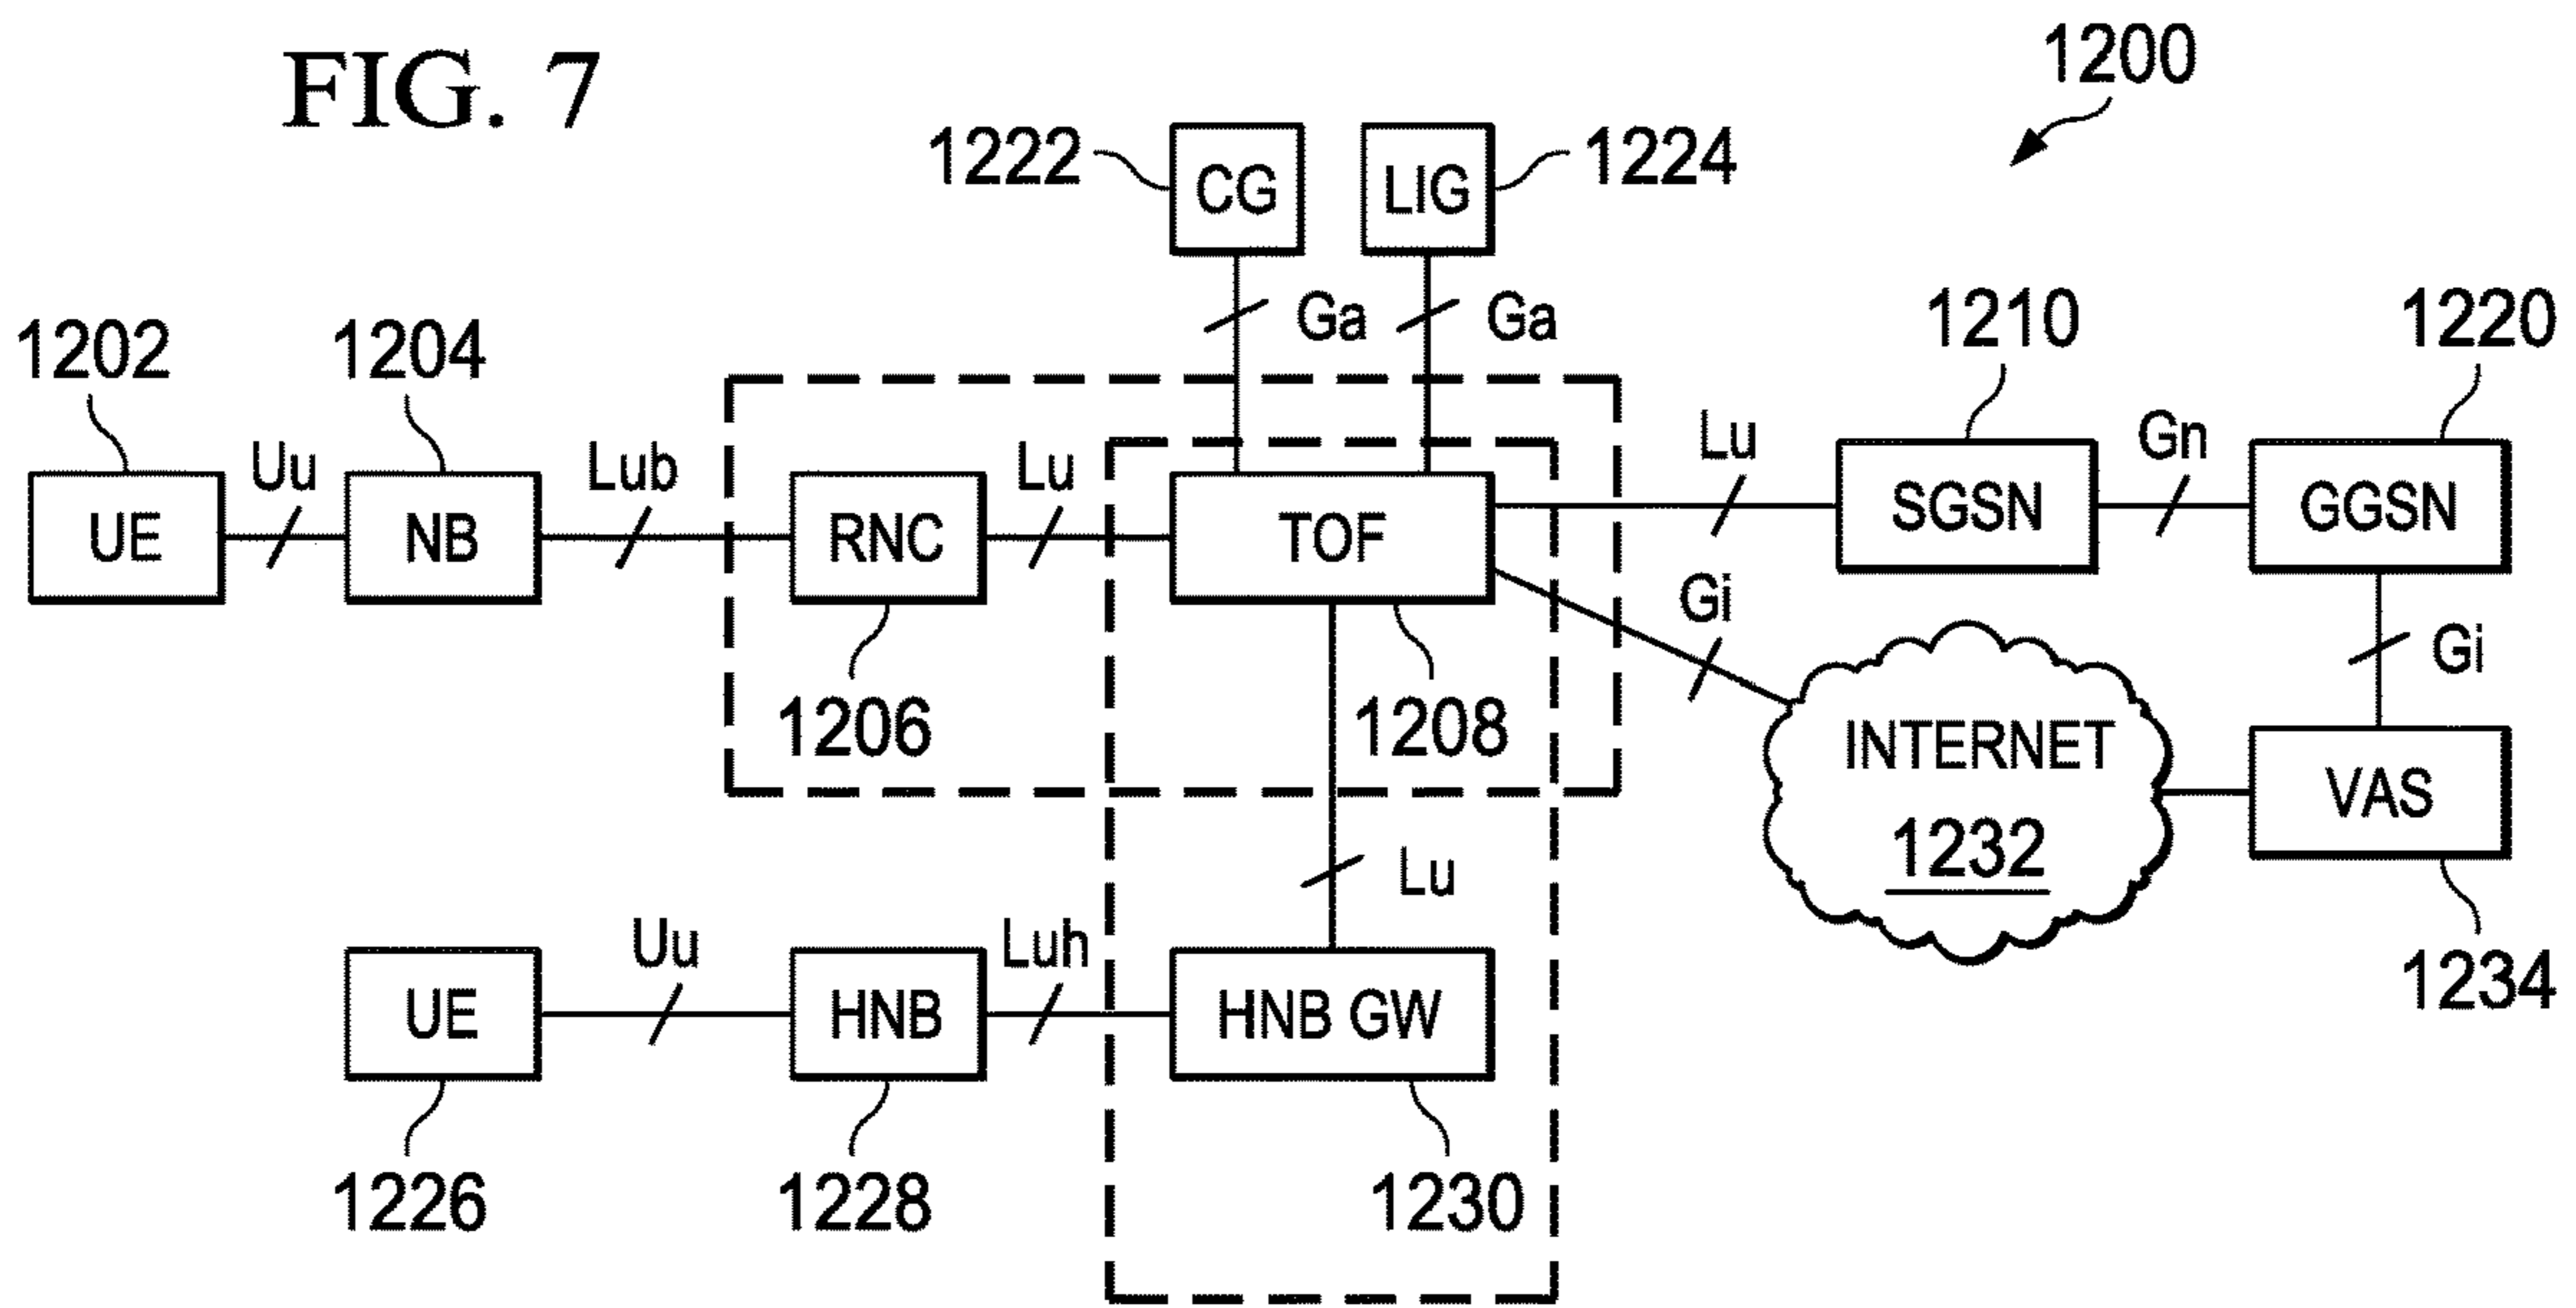 FIG. 7
1200
1222
CG
LIG
1224
Ga
Ga
1202
1204
1210
1220
Uu
Lub
Lu
Lu
Gn
UE
NB
RNC
TOF
SGSN
GGSN
Gi
Gi
1206
1208
INTERNET
1232
VAS
Lu
Uu
Luh
1234
UE
HNB
HNB GW
1226
1228
1230